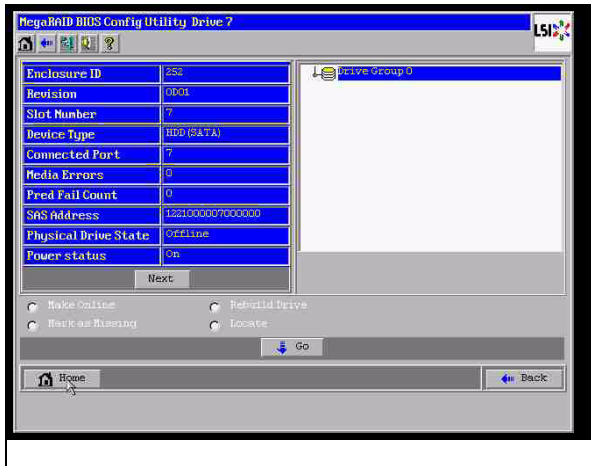 MegaRAID BIOS Config Utility Drive 7
LSI
Enclosure ID 252
Revision 0D01
Slot Number 7
Device Type HDD(SATA)
Connected Port 7
Media Errors 0
Pred Fail Count 0
SAS Address 1221000007000000
Physical Drive State Offline
Power status On
Next
Drive Group 0
Make Online Rebuild Drive
Mark as Missing Locate
Go
Home Back